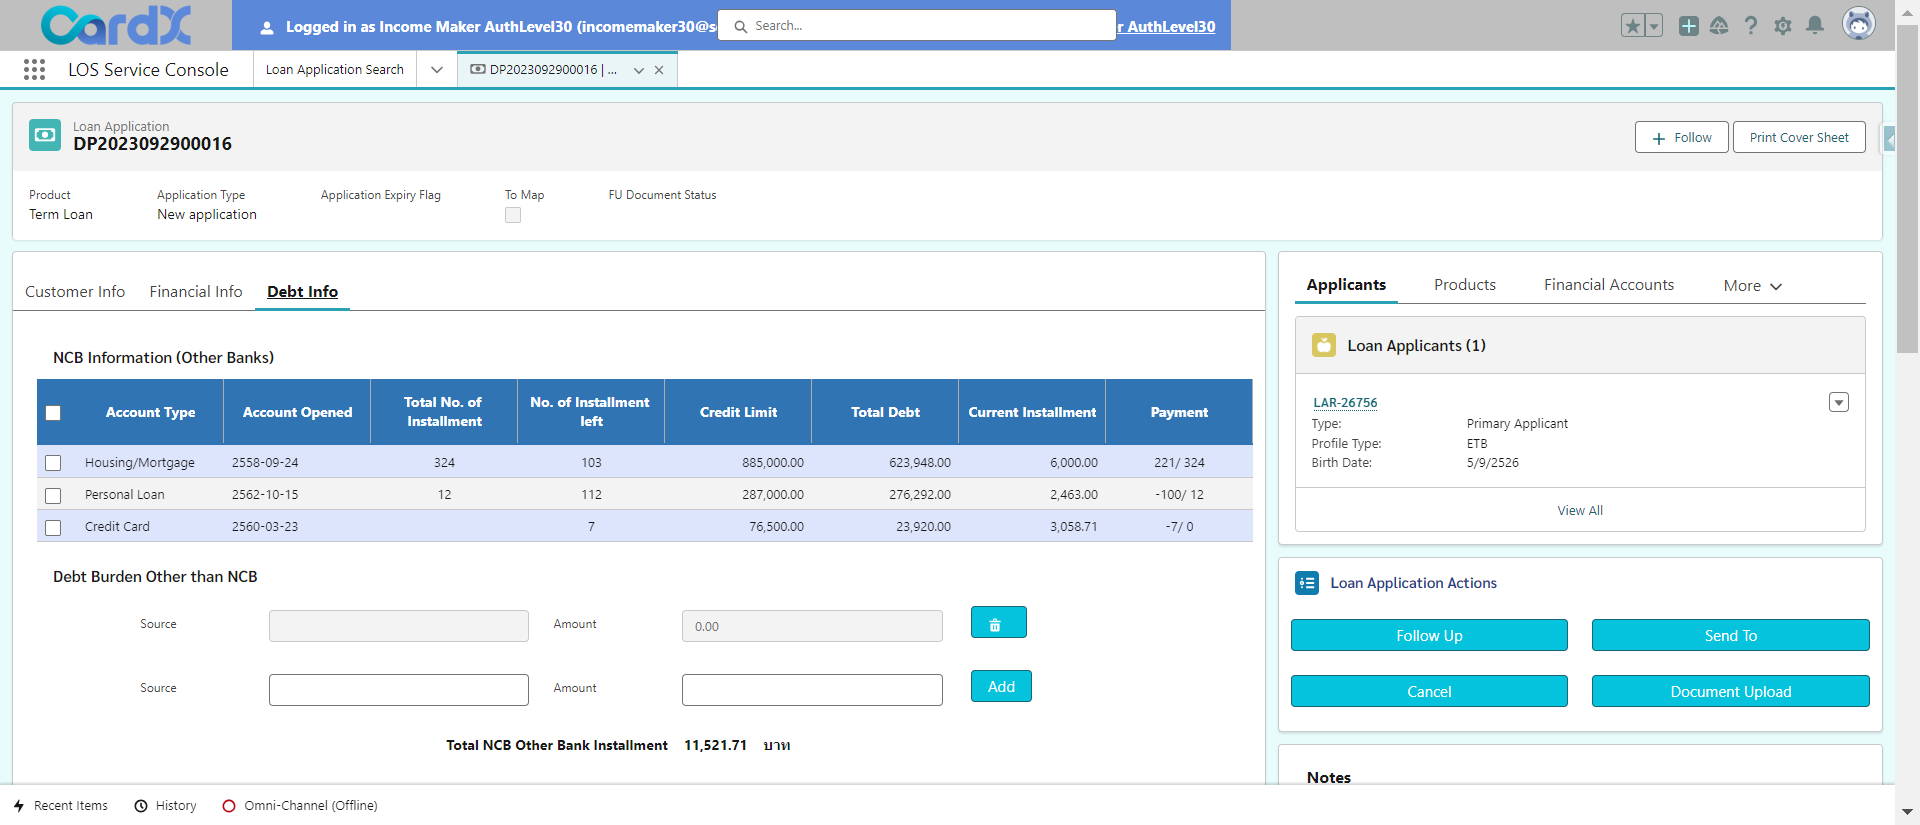 CardX
Logged in as Income Maker AuthLevel30 (incomemaker30@s
Search...
r AuthLevel30
LOS Service Console
Loan Application Search
DP2023092900016 | ...
Loan Application
DP2023092900016
Follow
Print Cover Sheet
Product
Application Type
Application Expiry Flag
To Map
FU Document Status
Term Loan
New application
Customer Info
Financial Info
Debt Info
NCB Information (Other Banks)
Account Type
Account Opened
Total No. of Installment
No. of Installment left
Credit Limit
Total Debt
Current Installment
Payment
Housing/Mortgage 2558-09-24 324 103 885,000.00 623,948.00 6,000.00 221/ 324
Personal Loan 2562-10-15 12 112 287,000.00 276,292.00 2,463.00 -100/ 12
Credit Card 2560-03-23 7 76,500.00 23,920.00 3,058.71 -7/ 0
Debt Burden Other than NCB
Source
Amount
0.00
Source
Amount
Add
Total NCB Other Bank Installment 11,521.71 บาท
Applicants
Products
Financial Accounts
More
Loan Applicants (1)
LAR-26756
Type: Primary Applicant
Profile Type: ETB
Birth Date: 5/9/2526
View All
Loan Application Actions
Follow Up
Send To
Cancel
Document Upload
Notes
Recent Items
History
Omni-Channel (Offline)